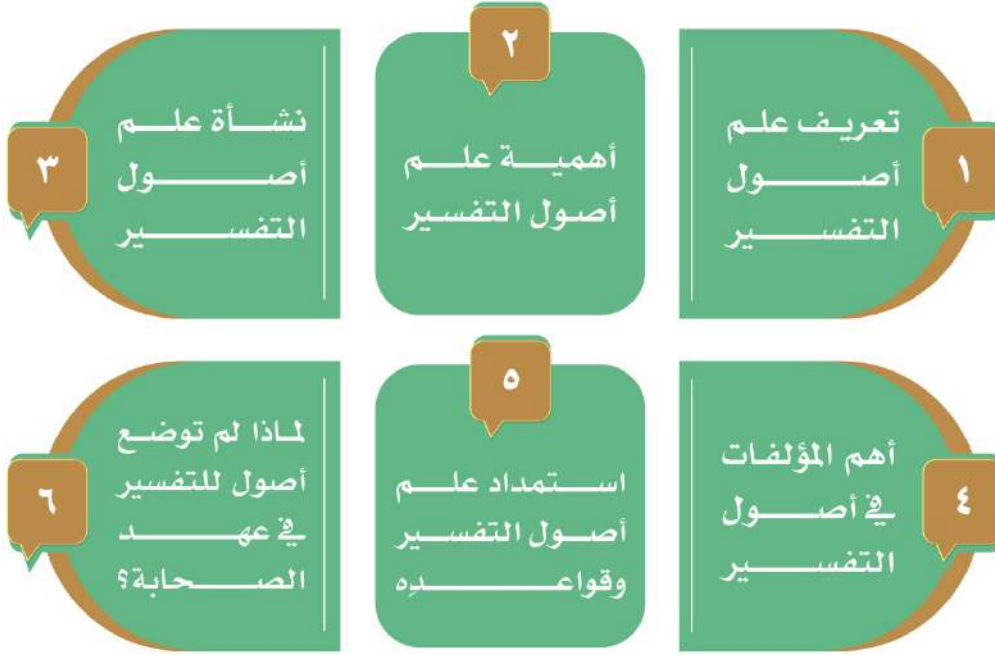 ١
تعريف علم
أصول
التفسير
٢
أهمية علم
أصول التفسير
٣
نشأة علم
أصول
التفسير
٤
أهم المؤلفات
في أصول
التفسير
٥
استمداد علم
أصول التفسير
وقواعدِه
٦
لماذا لم توضع
أصول للتفسير
في عهد
الصحابة؟